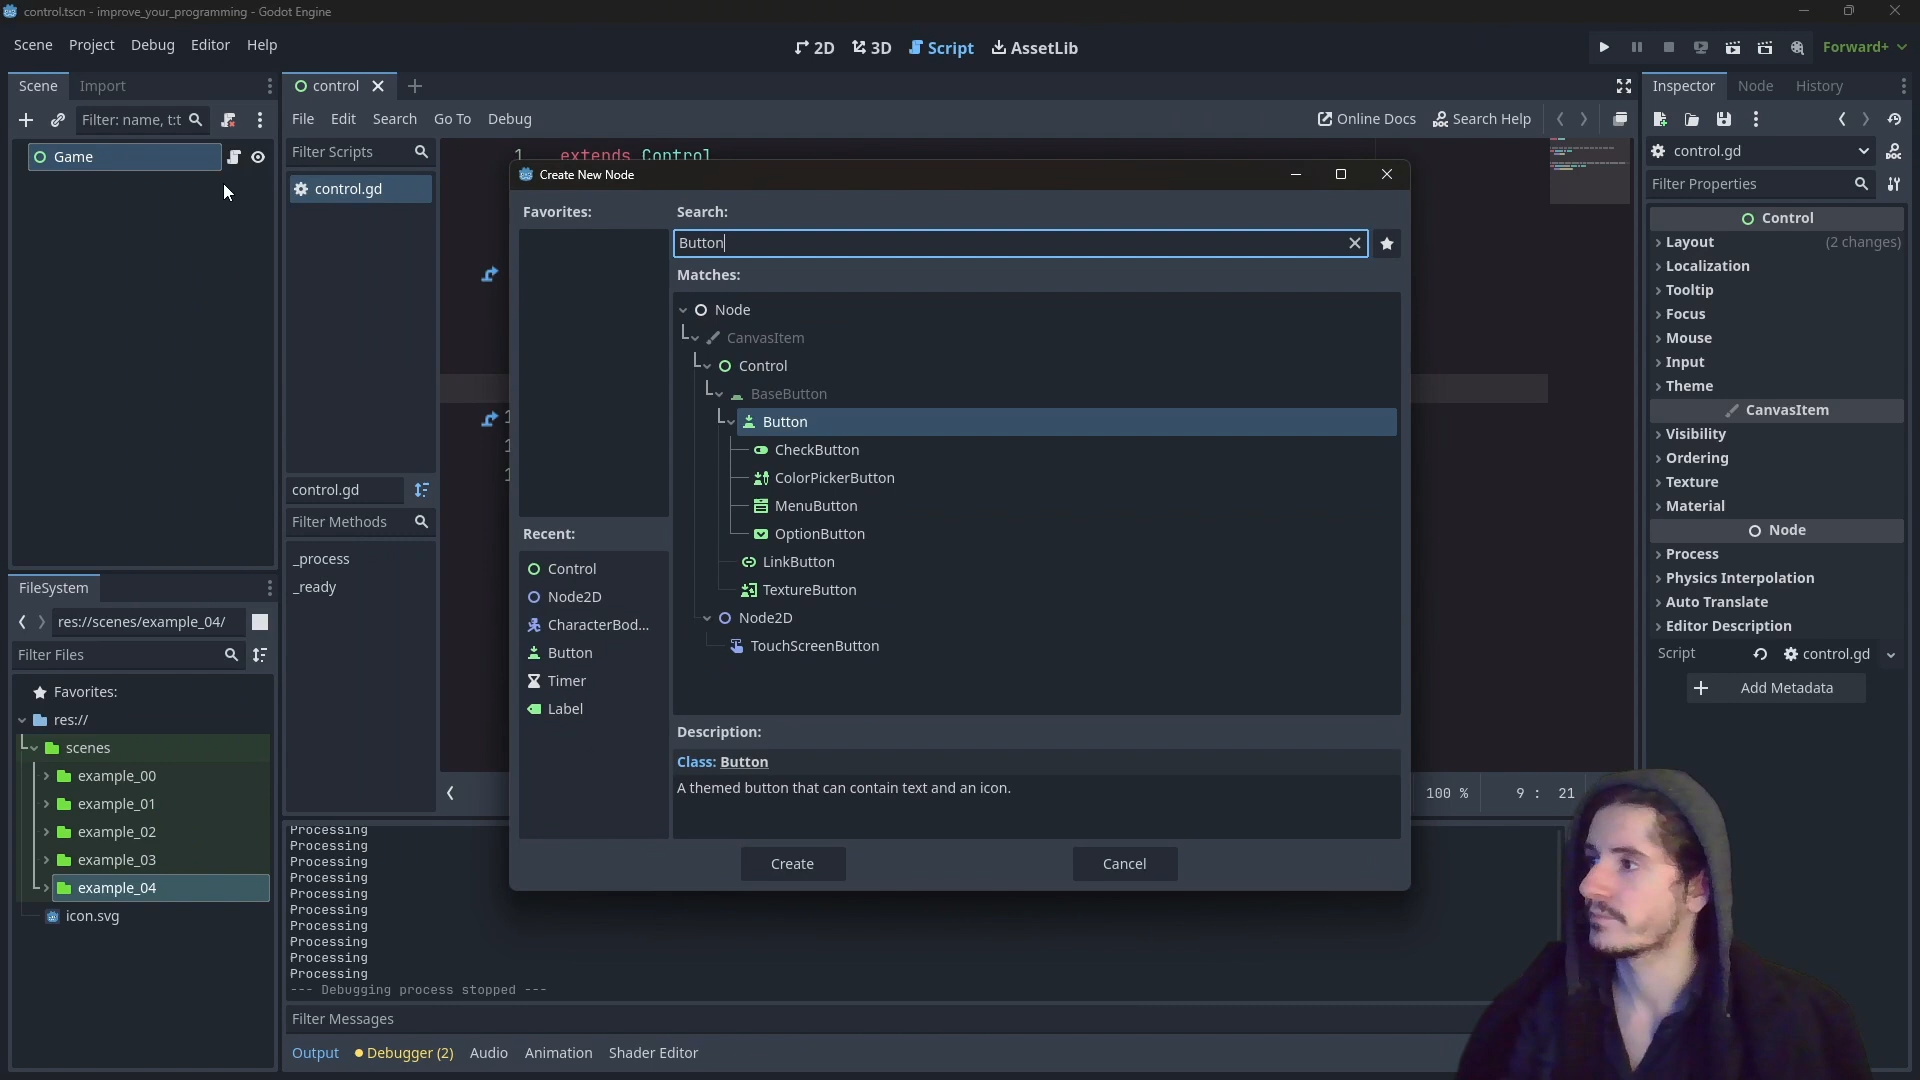 control.tscn - improve_your_programming - Godot Engine
Scene Project Debug Editor Help
2D 3D Script AssetLib
Forward+
Scene Import
control
Inspector Node History
Filter: name, t:t
File Edit Search Go To Debug
Online Docs Search Help
Game
Filter Scripts
control.gd
1 extends Control
control.gd
Filter Methods
_process
_ready
Create New Node
Favorites:
Search:
Button
Matches:
Node
CanvasItem
Control
BaseButton
Button
CheckButton
ColorPickerButton
MenuButton
OptionButton
LinkButton
TextureButton
Node2D
TouchScreenButton
Recent:
Control
Node2D
CharacterBod...
Button
Timer
Label
Description:
Class: Button
A themed button that can contain text and an icon.
Create Cancel
control.gd
Filter Properties
Control
Layout (2 changes)
Localization
Tooltip
Focus
Mouse
Input
Theme
CanvasItem
Visibility
Ordering
Texture
Material
Node
Process
Physics Interpolation
Auto Translate
Editor Description
Script control.gd
Add Metadata
FileSystem
res://scenes/example_04/
Filter Files
Favorites:
res://
scenes
example_00
example_01
example_02
example_03
example_04
icon.svg
100 % 9 : 21
Processing
Processing
Processing
Processing
Processing
Processing
Processing
Processing
Processing
Processing
--- Debugging process stopped ---
Filter Messages
Output Debugger (2) Audio Animation Shader Editor